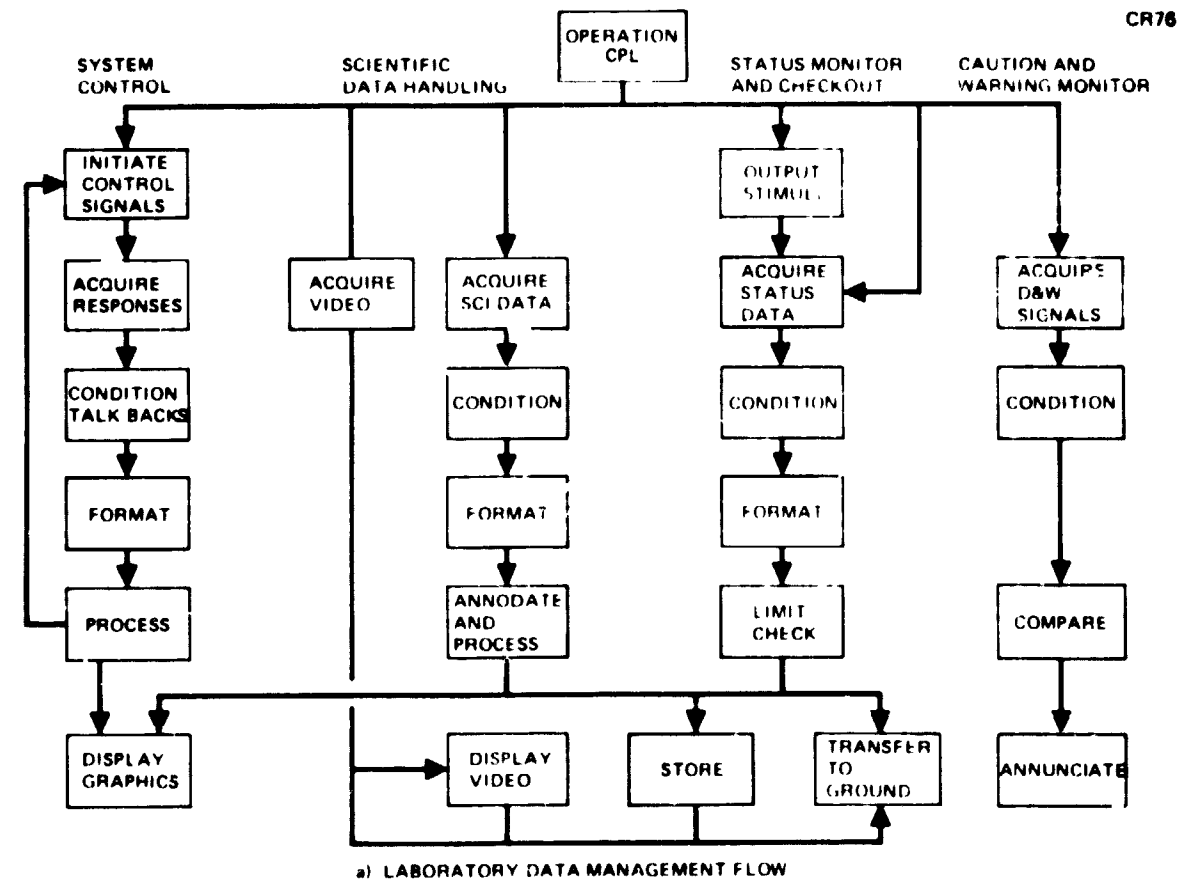 CR76
OPERATION
CPL
SYSTEM
CONTROL
SCIENTIFIC
DATA HANDLING
STATUS MONITOR
AND CHECKOUT
CAUTION AND
WARNING MONITOR
INITIATE
CONTROL
SIGNALS
OUTPUT
STIMULI
ACQUIRE
RESPONSES
ACQUIRE
VIDEO
ACQUIRE
SCI DATA
ACQUIRE
STATUS
DATA
ACQUIRE
D&W
SIGNALS
CONDITION
TALK BACKS
CONDITION
CONDITION
CONDITION
FORMAT
FORMAT
FORMAT
PROCESS
ANNODATE
AND
PROCESS
LIMIT
CHECK
COMPARE
DISPLAY
GRAPHICS
DISPLAY
VIDEO
STORE
TRANSFER
TO
GROUND
ANNUNCIATE
a) LABORATORY DATA MANAGEMENT FLOW